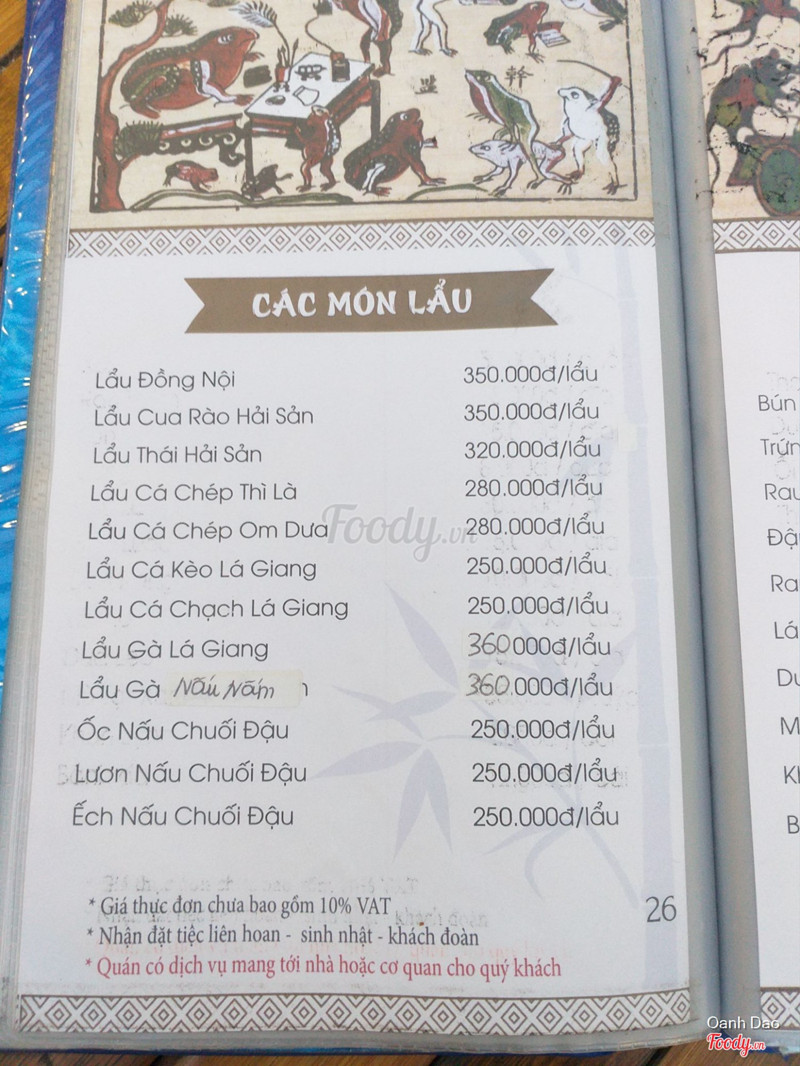 CÁC MÓN LẨU
Lẩu Đồng Nội 350.000đ/lẩu
Lẩu Cua Rào Hải Sản 350.000đ/lẩu
Lẩu Thái Hải Sản 320.000đ/lẩu
Lẩu Cá Chép Thì Là 280.000đ/lẩu
Lẩu Cá Chép Om Dưa 280.000đ/lẩu
Lẩu Cá Kèo Lá Giang 250.000đ/lẩu
Lẩu Cá Chạch Lá Giang 250.000đ/lẩu
Lẩu Gà Lá Giang 360.000đ/lẩu
Lẩu Gà Nấu Nấm 360.000đ/lẩu
Ốc Nấu Chuối Đậu 250.000đ/lẩu
Lươn Nấu Chuối Đậu 250.000đ/lẩu
Ếch Nấu Chuối Đậu 250.000đ/lẩu
* Giá thực đơn chưa bao gồm 10% VAT
* Nhận đặt tiệc liên hoan - sinh nhật - khách đoàn
* Quán có dịch vụ mang tới nhà hoặc cơ quan cho quý khách
26
Bún
Foody.vn
Oanh Dao
Foody.vn